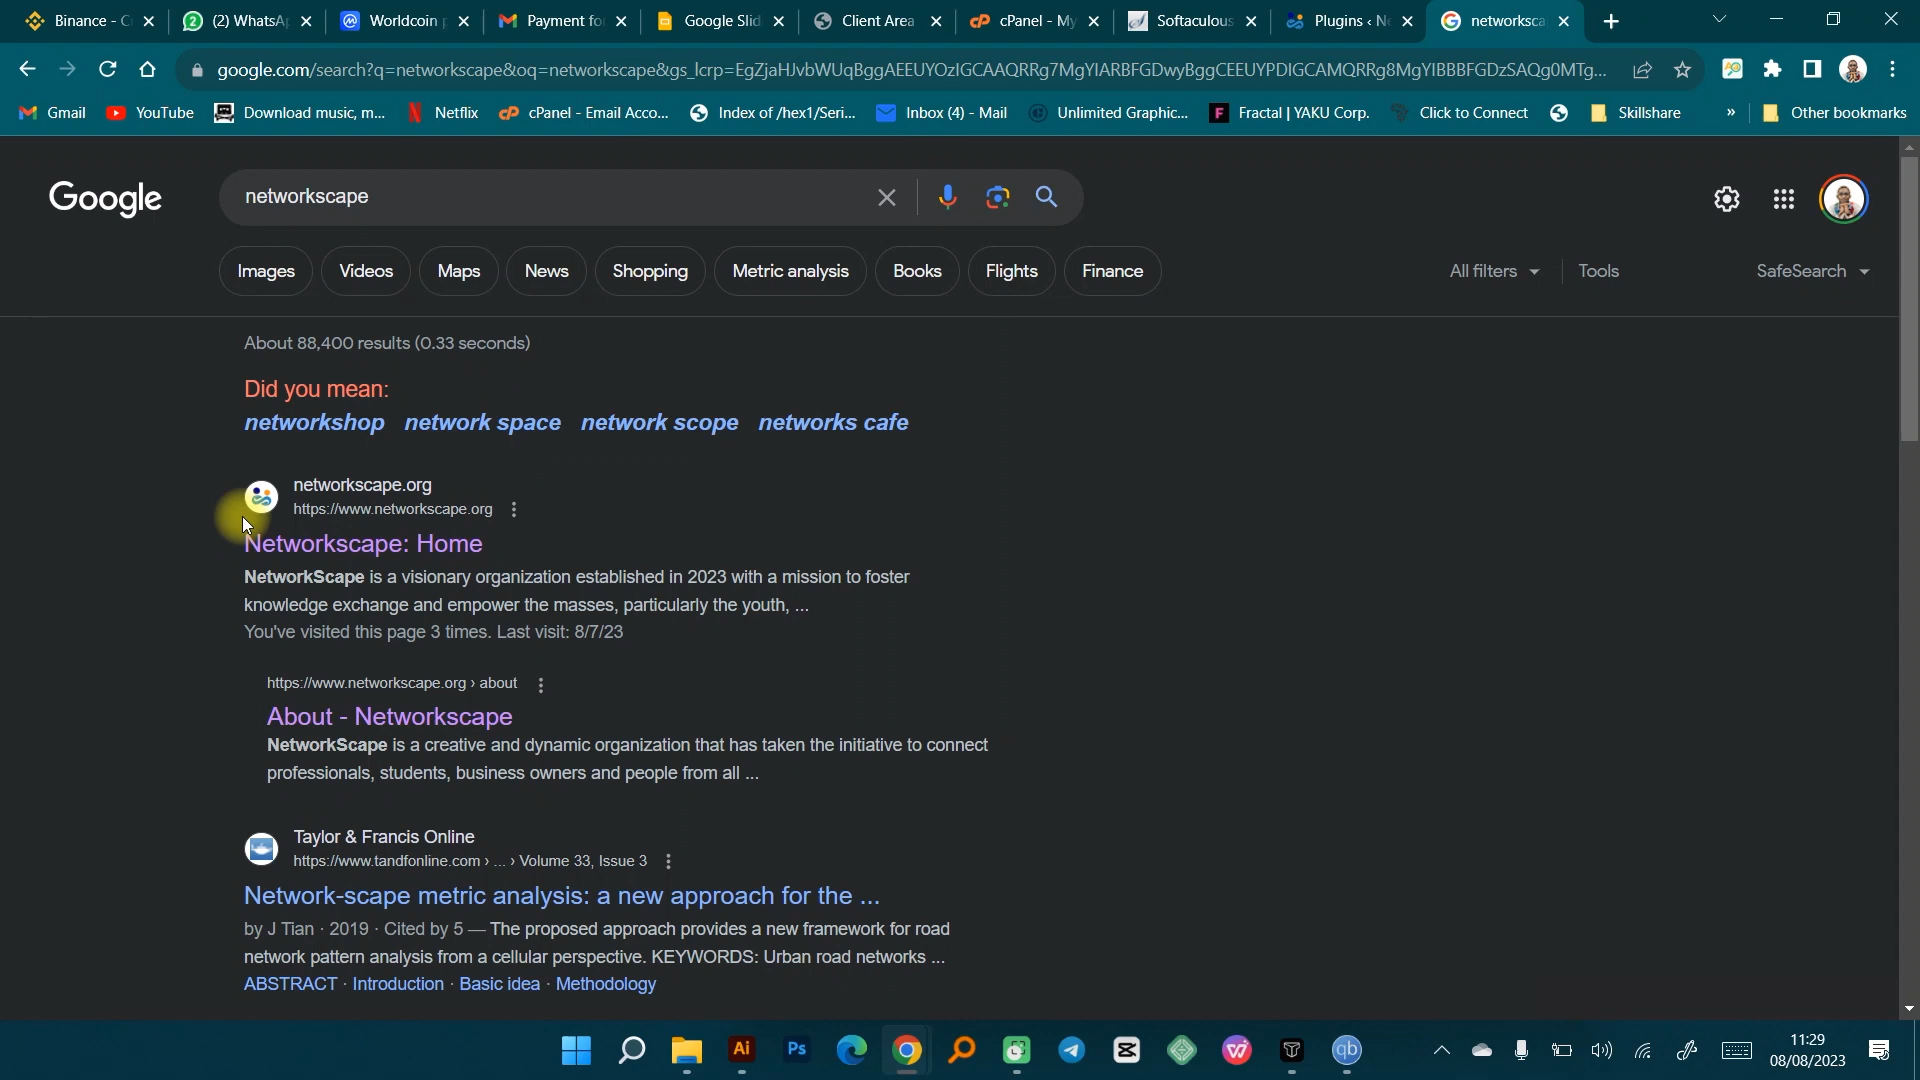 Binance - C
(2) WhatsA
Worldcoin p
Payment fo
Google Slid
Client Area
cPanel - My
Softaculous
Plugins ‹ Ne
networksca
google.com/search?q=networkscape&oq=networkscape&gs_lcrp=EgZjaHJvbWUqBggAEEUYOzIGCAAQRRg7MgYIARBFGDwyBggCEEUYPDIGCAMQRRg8MgYIBBBFGDzSAQg0MTg...
Gmail
YouTube
Download music, m...
Netflix
cPanel - Email Acco...
Index of /hex1/Seri...
Inbox (4) - Mail
Unlimited Graphic...
Fractal | YAKU Corp.
Click to Connect
Skillshare
»
Other bookmarks
Google
networkscape
Images
Videos
Maps
News
Shopping
Metric analysis
Books
Flights
Finance
All filters
Tools
SafeSearch
About 88,400 results (0.33 seconds)
Did you mean:
networkshop network space network scope networks cafe
networkscape.org
https://www.networkscape.org
Networkscape: Home
NetworkScape is a visionary organization established in 2023 with a mission to foster
knowledge exchange and empower the masses, particularly the youth, ...
You've visited this page 3 times. Last visit: 8/7/23
https://www.networkscape.org › about
About - Networkscape
NetworkScape is a creative and dynamic organization that has taken the initiative to connect
professionals, students, business owners and people from all ...
Taylor & Francis Online
https://www.tandfonline.com › ... › Volume 33, Issue 3
Network-scape metric analysis: a new approach for the ...
by J Tian · 2019 · Cited by 5 — The proposed approach provides a new framework for road
network pattern analysis from a cellular perspective. KEYWORDS: Urban road networks ...
ABSTRACT · Introduction · Basic idea · Methodology
Ai
Ps
qb
11:29
08/08/2023